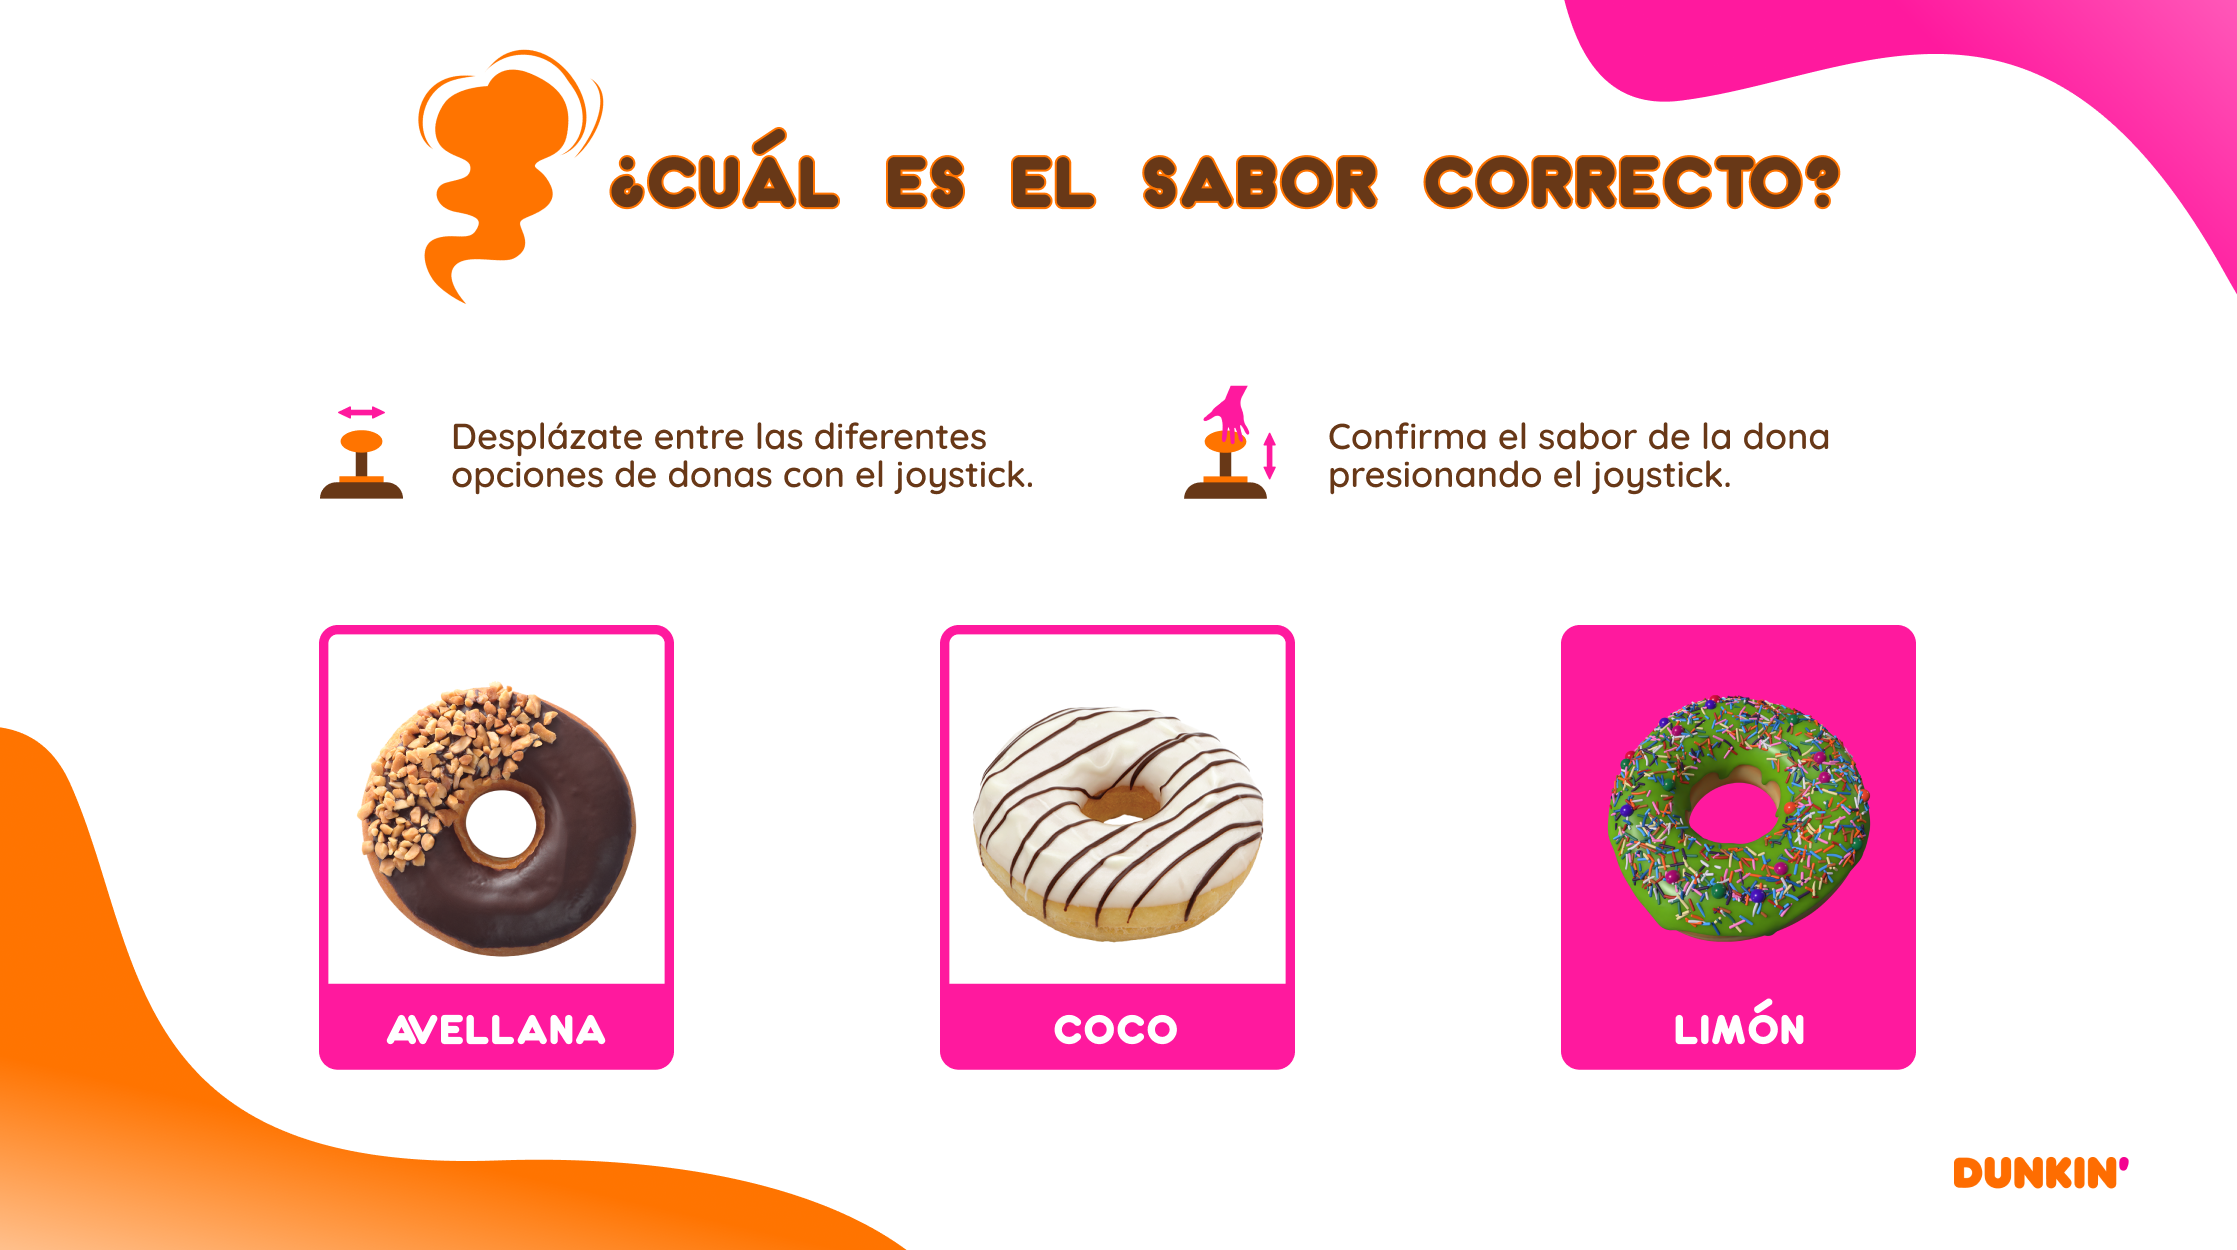 ¿CUÁL ES EL SABOR CORRECTO?
Desplázate entre las diferentes
opciones de donas con el joystick.
Confirma el sabor de la dona
presionando el joystick.
AVELLANA
COCO
LIMÓN
DUNKIN'